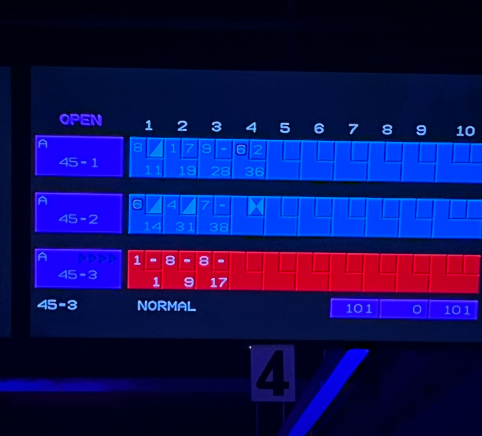 OPEN 1 2 3 4 5 6 7 8 9 10
A 8 1 7 9 - 6 2
45-1 11 19 28 36
A 6 4 7 -
45-2 14 31 38
A >>>> 1 - 8 - 8 -
45-3 1 9 17
45-3 NORMAL 101 0 101
4